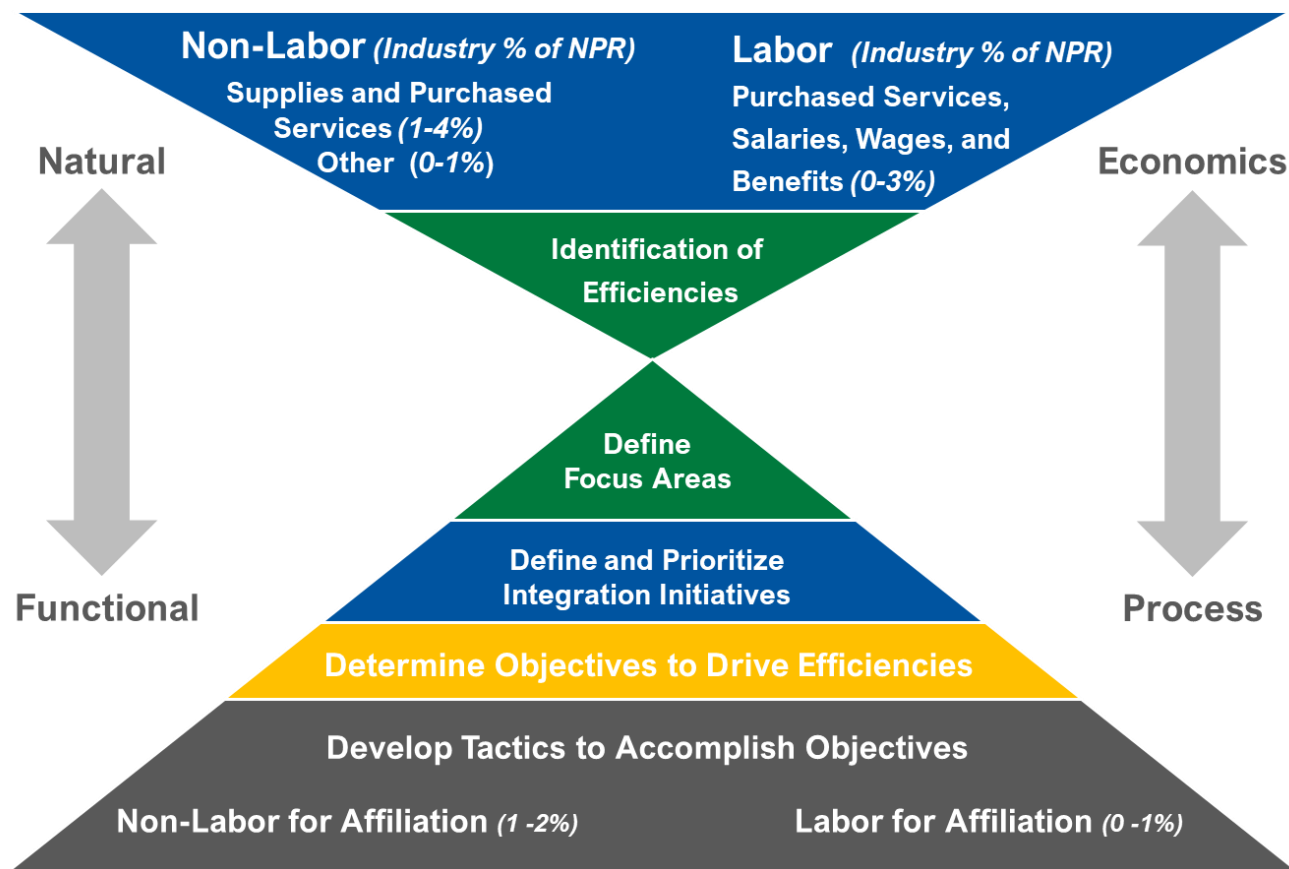 Non-Labor (Industry % of NPR)
Supplies and Purchased
Services (1-4%)
Other (0-1%)
Labor (Industry % of NPR)
Purchased Services,
Salaries, Wages, and
Benefits (0-3%)
Natural
Economics
Identification of
Efficiencies
Define
Focus Areas
Define and Prioritize
Integration Initiatives
Functional
Process
Determine Objectives to Drive Efficiencies
Develop Tactics to Accomplish Objectives
Non-Labor for Affiliation (1 -2%)
Labor for Affiliation (0 -1%)